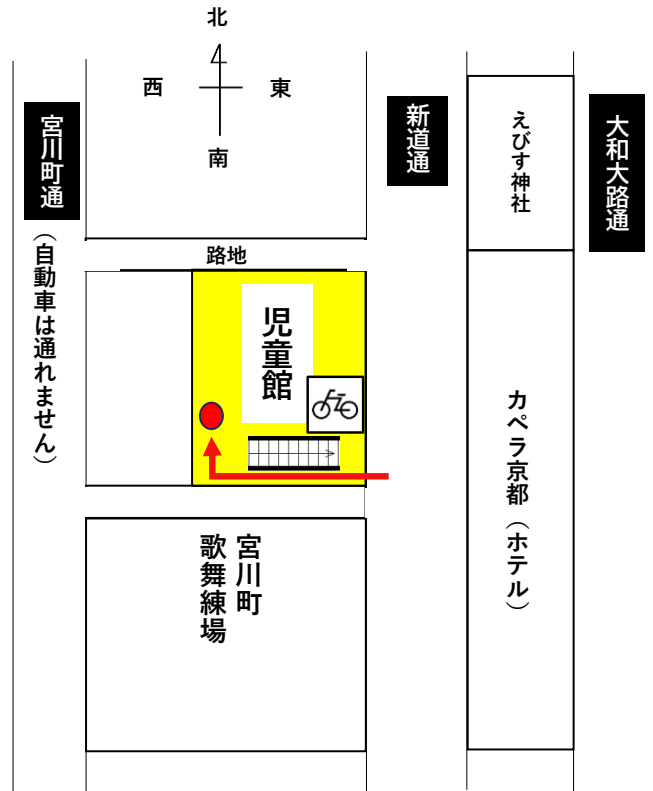 北
西
東
南
宮川町通
（自動車は通れません）
新道通
えびす神社
大和大路通
路地
児童館
カペラ京都（ホテル）
宮川町
歌舞練場